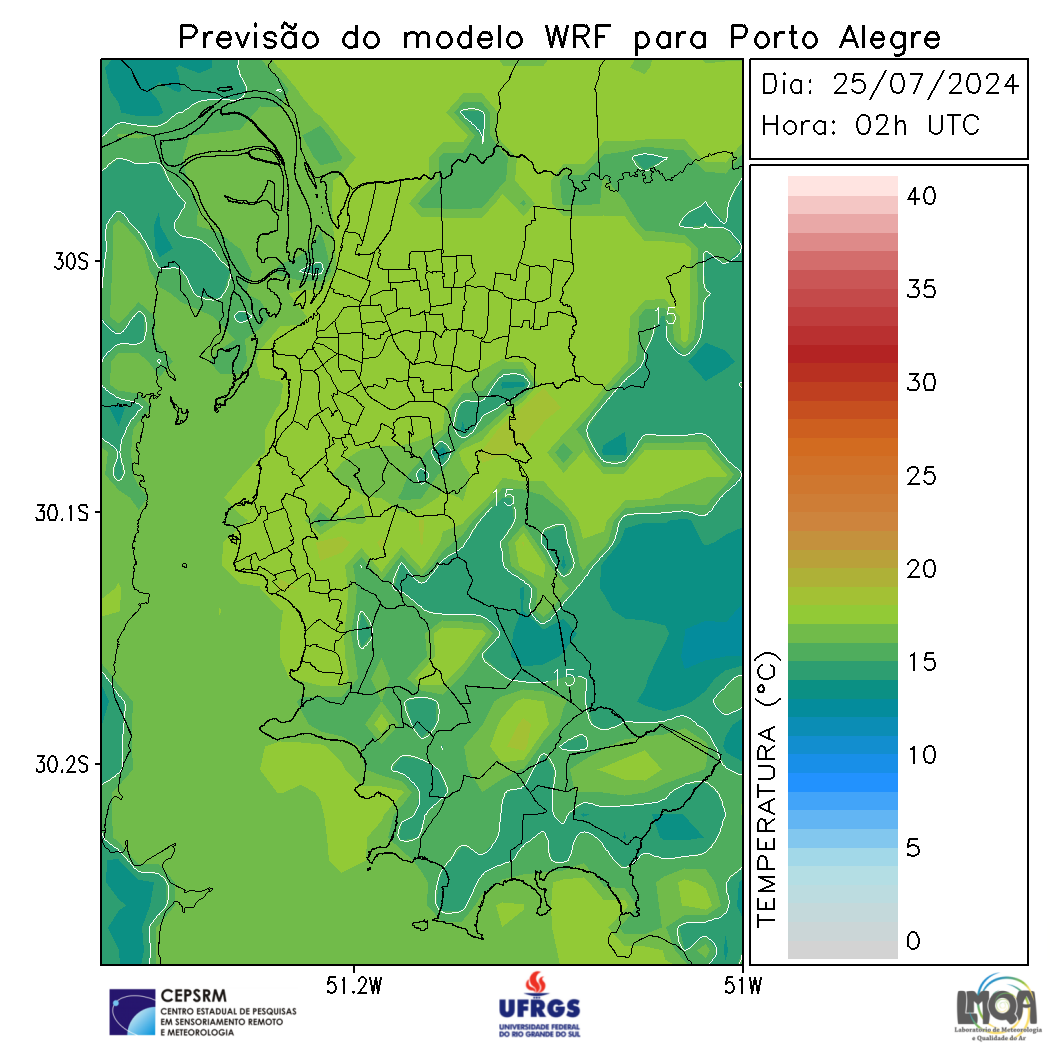 Previsão do modelo WRF para Porto Alegre
Dia: 25/07/2024
Hora: 02h UTC
40
35
30
25
20
15
10
5
0
TEMPERATURA (°C)
30S
30.1S
30.2S
51.2W
51W
15
15
15
CEPSRM
CENTRO ESTADUAL DE PESQUISAS
EM SENSORIAMENTO REMOTO
E METEOROLOGIA
UFRGS
UNIVERSIDADE FEDERAL
DO RIO GRANDE DO SUL
LMQA
Laboratório de Meteorologia
e Qualidade do Ar